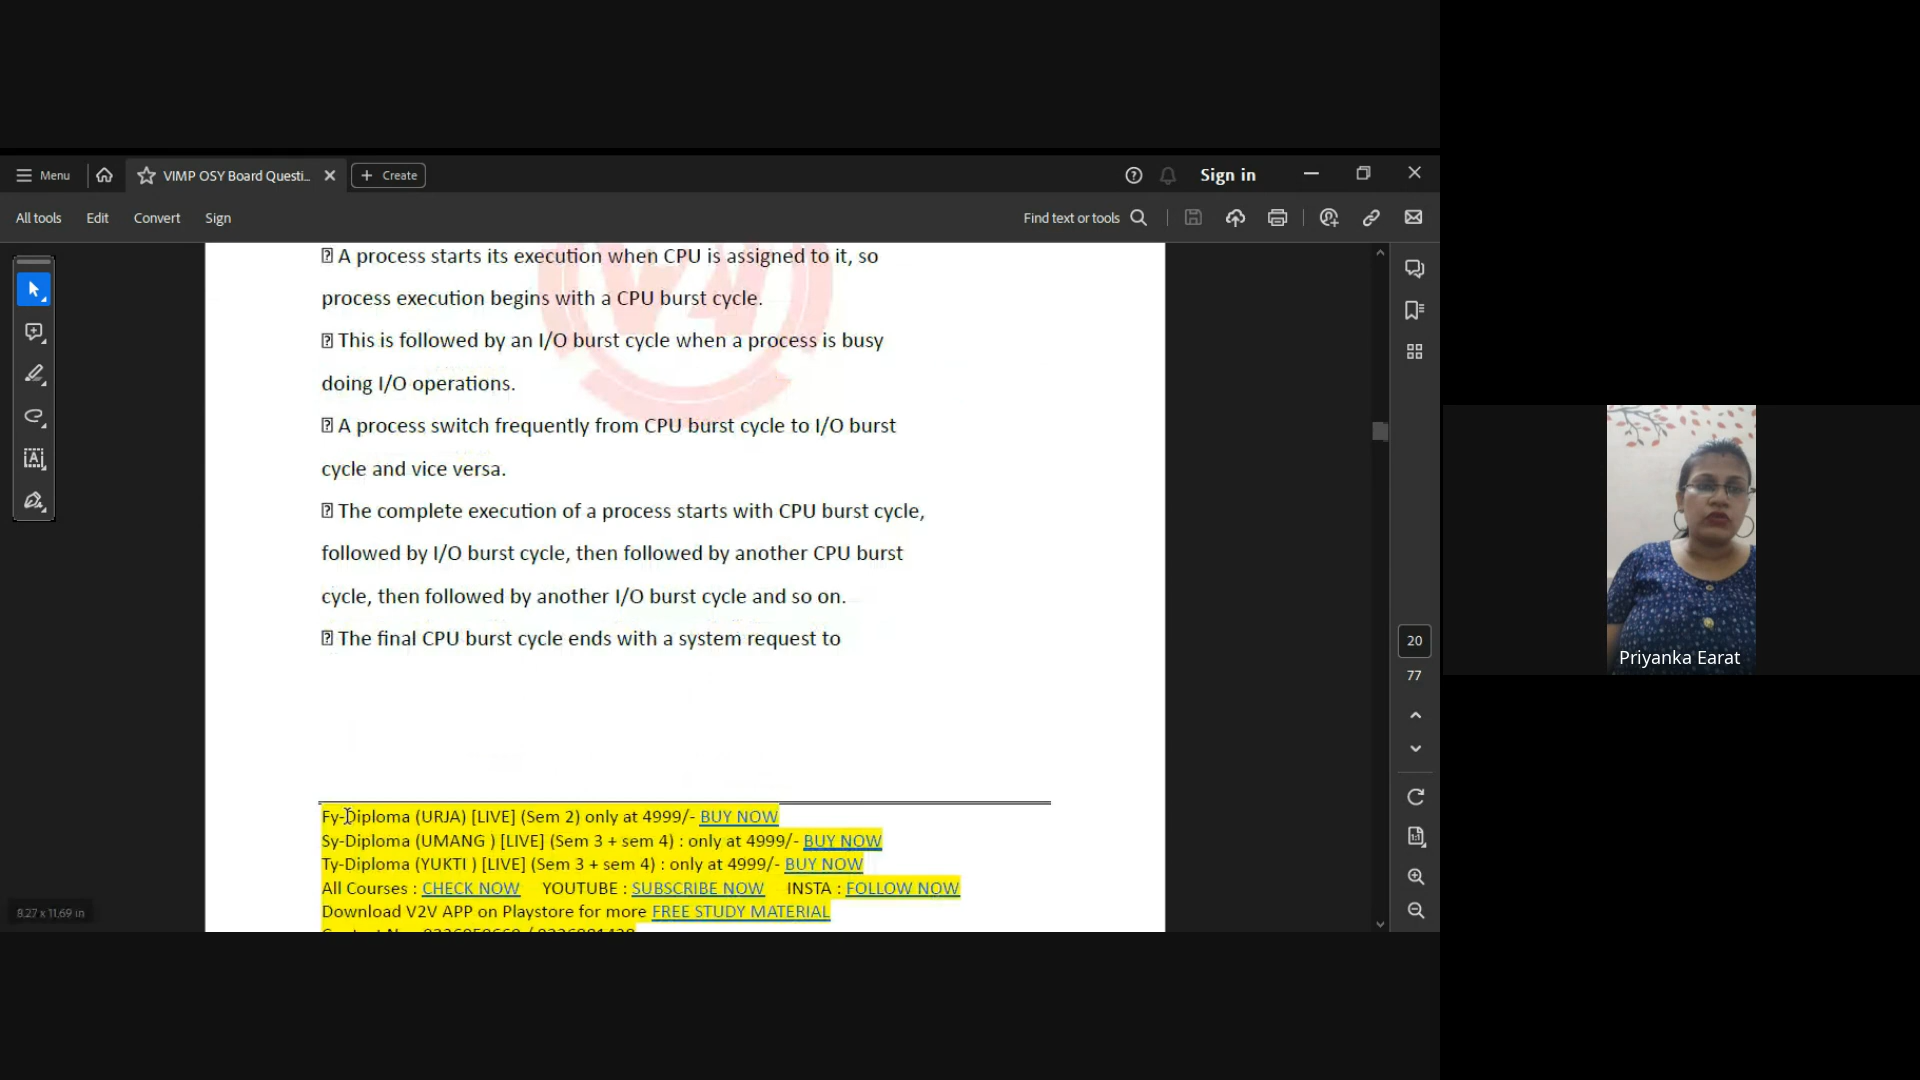 Menu
VIMP OSY Board Questi...
Create
Sign in
All tools
Edit
Convert
Sign
Find text or tools
A process starts its execution when CPU is assigned to it, so
process execution begins with a CPU burst cycle.
This is followed by an I/O burst cycle when a process is busy
doing I/O operations.
A process switch frequently from CPU burst cycle to I/O burst
cycle and vice versa.
The complete execution of a process starts with CPU burst cycle,
followed by I/O burst cycle, then followed by another CPU burst
cycle, then followed by another I/O burst cycle and so on.
The final CPU burst cycle ends with a system request to
Fy-Diploma (URJA) [LIVE] (Sem 2) only at 4999/- BUY NOW
Sy-Diploma (UMANG ) [LIVE] (Sem 3 + sem 4) : only at 4999/- BUY NOW
Ty-Diploma (YUKTI ) [LIVE] (Sem 3 + sem 4) : only at 4999/- BUY NOW
All Courses : CHECK NOW YOUTUBE : SUBSCRIBE NOW INSTA : FOLLOW NOW
Download V2V APP on Playstore for more FREE STUDY MATERIAL
8.27 x 11.69 in
20
77
Priyanka Earat